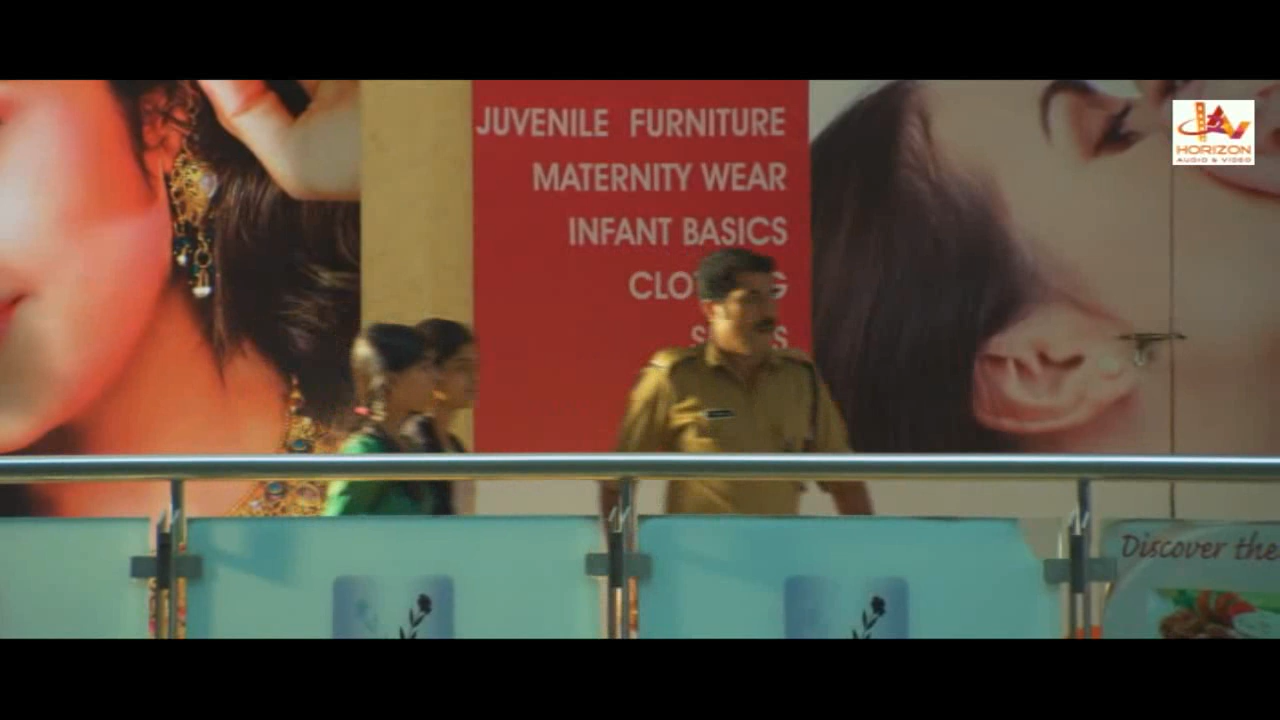 JUVENILE FURNITURE
MATERNITY WEAR
INFANT BASICS
HORIZON
AUDIO & VIDEO
Discover the